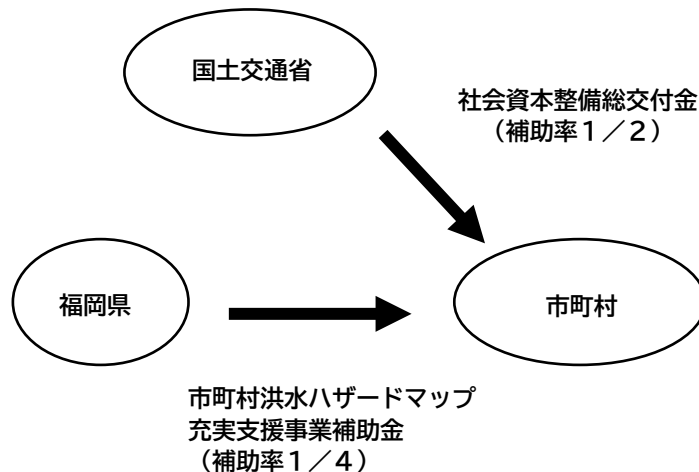 国土交通省
社会資本整備総交付金
（補助率１／２）
福岡県
市町村
市町村洪水ハザードマップ
充実支援事業補助金
（補助率１／４）